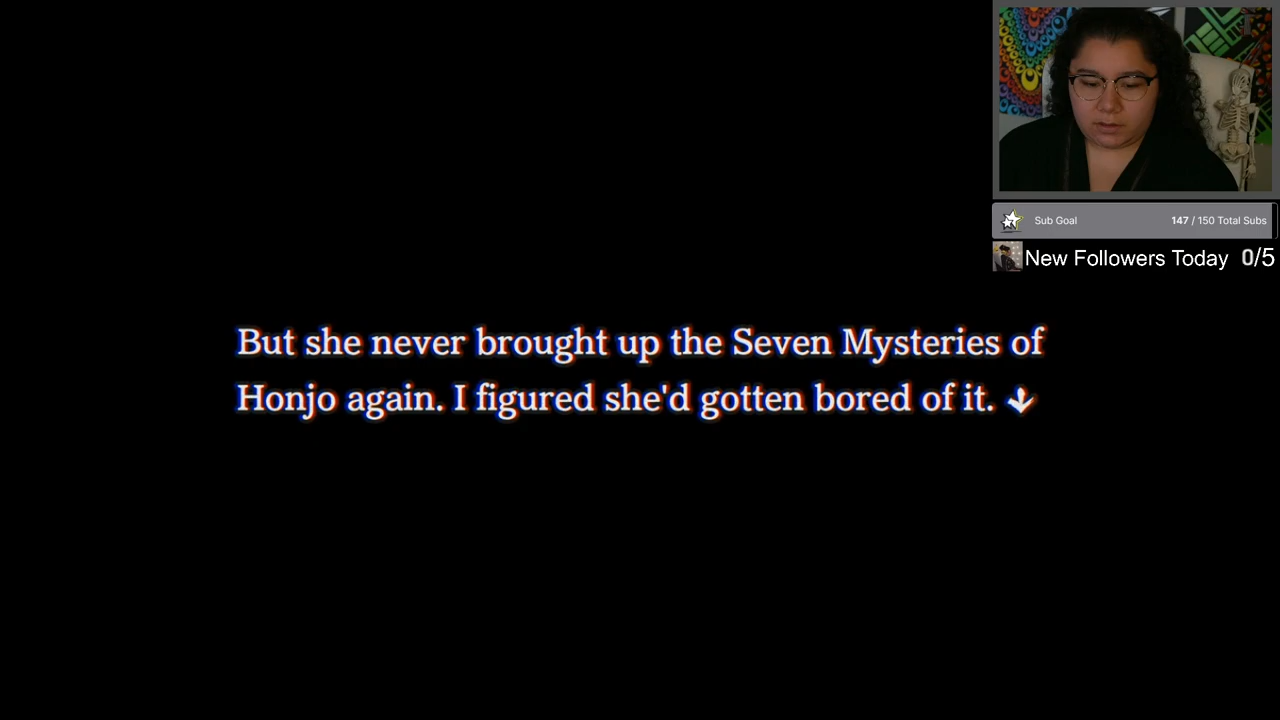 Sub Goal 147 / 150 Total Subs
New Followers Today 0/5
But she never brought up the Seven Mysteries of
Honjo again. I figured she'd gotten bored of it.